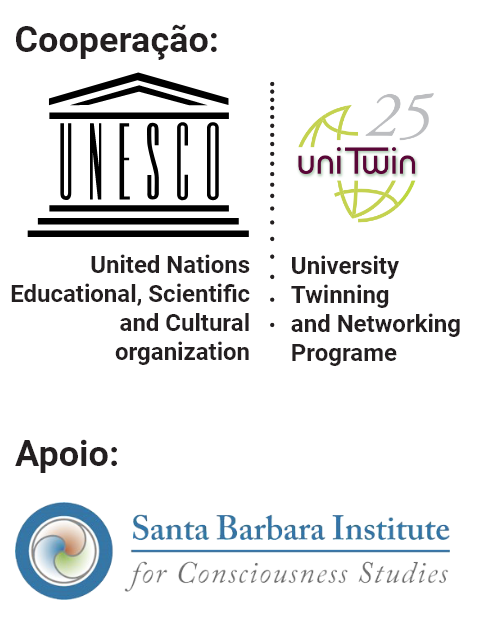 Cooperação:
UNESCO
25
uniTwin
United Nations
Educational, Scientific
and Cultural
organization
University
Twinning
and Networking
Programe
Apoio:
Santa Barbara Institute
for Consciousness Studies